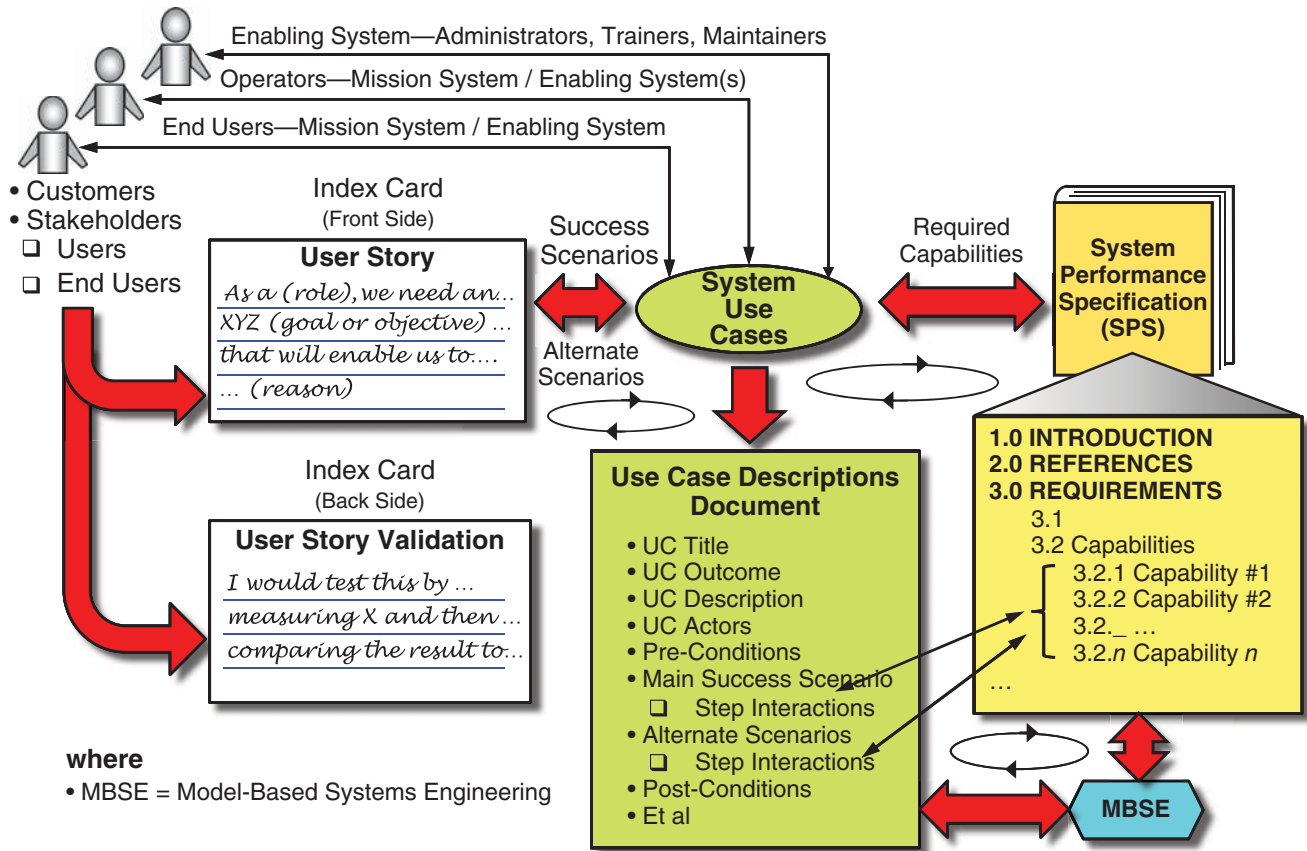 Enabling System—Administrators, Trainers, Maintainers
Operators—Mission System / Enabling System(s)
End Users—Mission System / Enabling System
• Customers
• Stakeholders
❑ Users
❑ End Users
Index Card
(Front Side)
User Story
As a (role), we need an...
XYZ (goal or objective) ...
that will enable us to....
... (reason)
Success
Scenarios
Alternate
Scenarios
System
Use
Cases
Required
Capabilities
System
Performance
Specification
(SPS)
Index Card
(Back Side)
User Story Validation
I would test this by ...
measuring X and then ...
comparing the result to...
Use Case Descriptions
Document
• UC Title
• UC Outcome
• UC Description
• UC Actors
• Pre-Conditions
• Main Success Scenario
❑ Step Interactions
• Alternate Scenarios
❑ Step Interactions
• Post-Conditions
• Et al
1.0 INTRODUCTION
2.0 REFERENCES
3.0 REQUIREMENTS
3.1
3.2 Capabilities
3.2.1 Capability #1
3.2.2 Capability #2
3.2._ ...
3.2.n Capability n
...
MBSE
where
• MBSE = Model-Based Systems Engineering